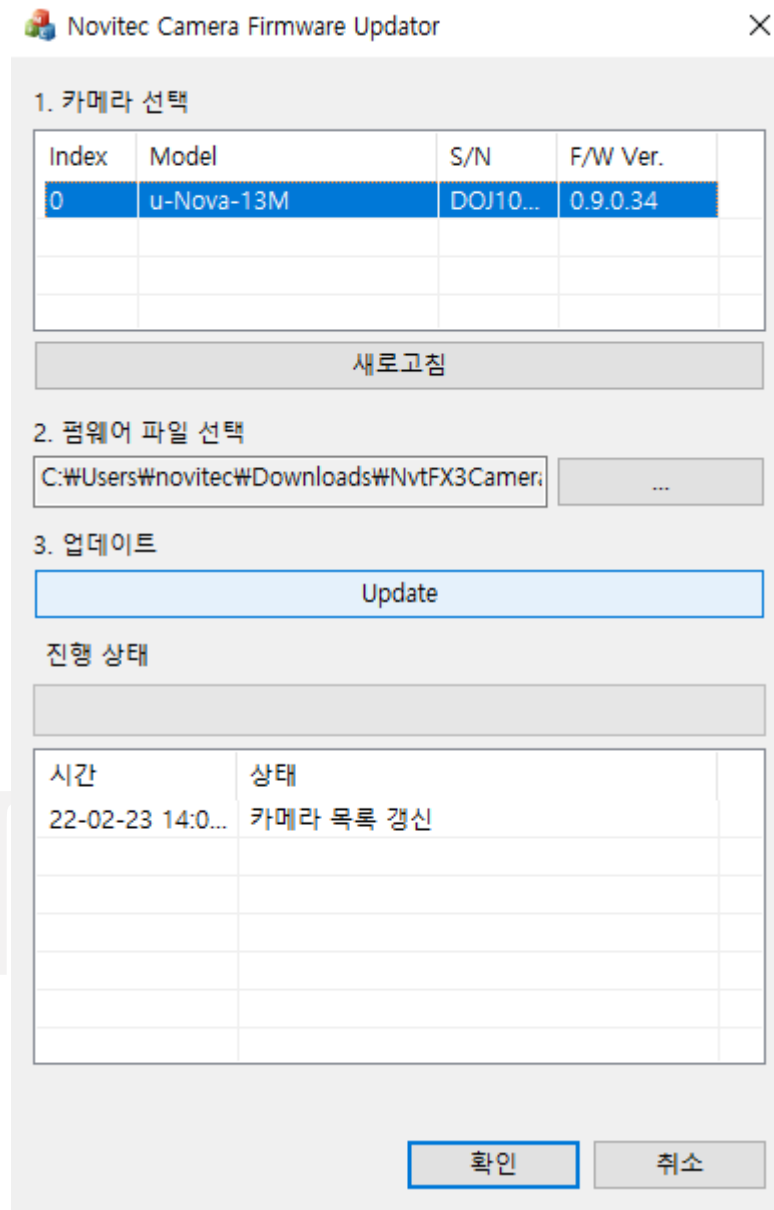 Novitec Camera Firmware Updator
1. 카메라 선택
Index Model S/N F/W Ver.
0 u-Nova-13M DOJ10... 0.9.0.34
새로고침
2. 펌웨어 파일 선택
C:₩Users₩novitec₩Downloads₩NvtFX3Camera ...
3. 업데이트
Update
진행 상태
시간 상태
22-02-23 14:0... 카메라 목록 갱신
확인 취소